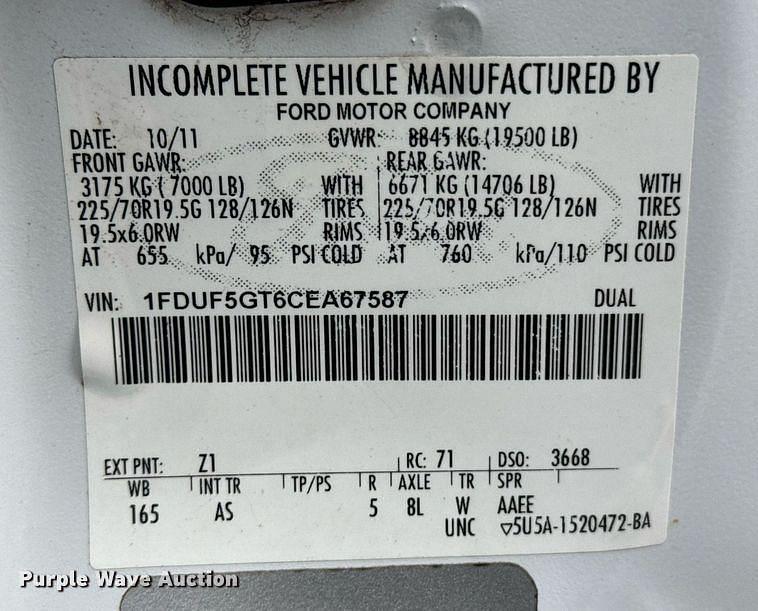 INCOMPLETE VEHICLE MANUFACTURED BY
FORD MOTOR COMPANY
DATE: 10/11 GVWR: 8845 KG (19500 LB)
FRONT GAWR: REAR GAWR:
3175 KG ( 7000 LB) WITH 6671 KG (14706 LB) WITH
225/70R19.5G 128/126N TIRES 225/70R19.5G 128/126N TIRES
19.5x6.0RW RIMS 19.5x6.0RW RIMS
AT 655 kPa/ 95 PSI COLD AT 760 kPa/110 PSI COLD
VIN: 1FDUF5GT6CEA67587 DUAL
EXT PNT: Z1 RC: 71 DSO: 3668
WB INT TR TP/PS R AXLE TR SPR
165 AS 5 8L W AAEE
UNC ▽5U5A-1520472-BA
Purple Wave Auction